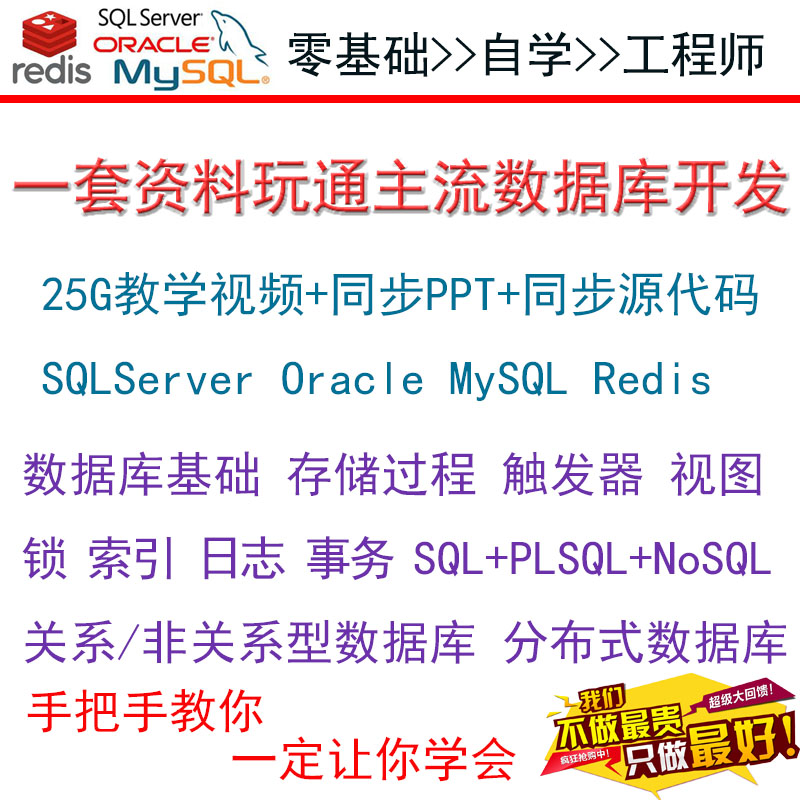 redis
SQL Server
ORACLE
MySQL
零基础>>自学>>工程师
一套资料玩通主流数据库开发
25G教学视频+同步PPT+同步源代码
SQLServer Oracle MySQL Redis
数据库基础 存储过程 触发器 视图
锁 索引 日志 事务 SQL+PLSQL+NoSQL
关系/非关系型数据库 分布式数据库
手把手教你
一定让你学会
我们
超级大回馈!
不做最贵
只做最好!
疯狂抢购中!